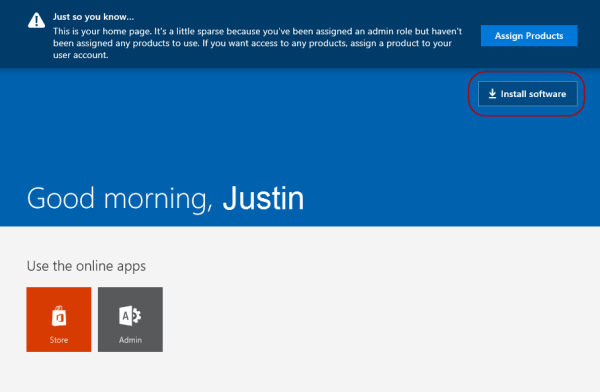 Just so you know...
This is your home page. It's a little sparse because you've been assigned an admin role but haven't
been assigned any products to use. If you want access to any products, assign a product to your
user account.
Assign Products
Install software
Good morning, Justin
Use the online apps
Store
Admin